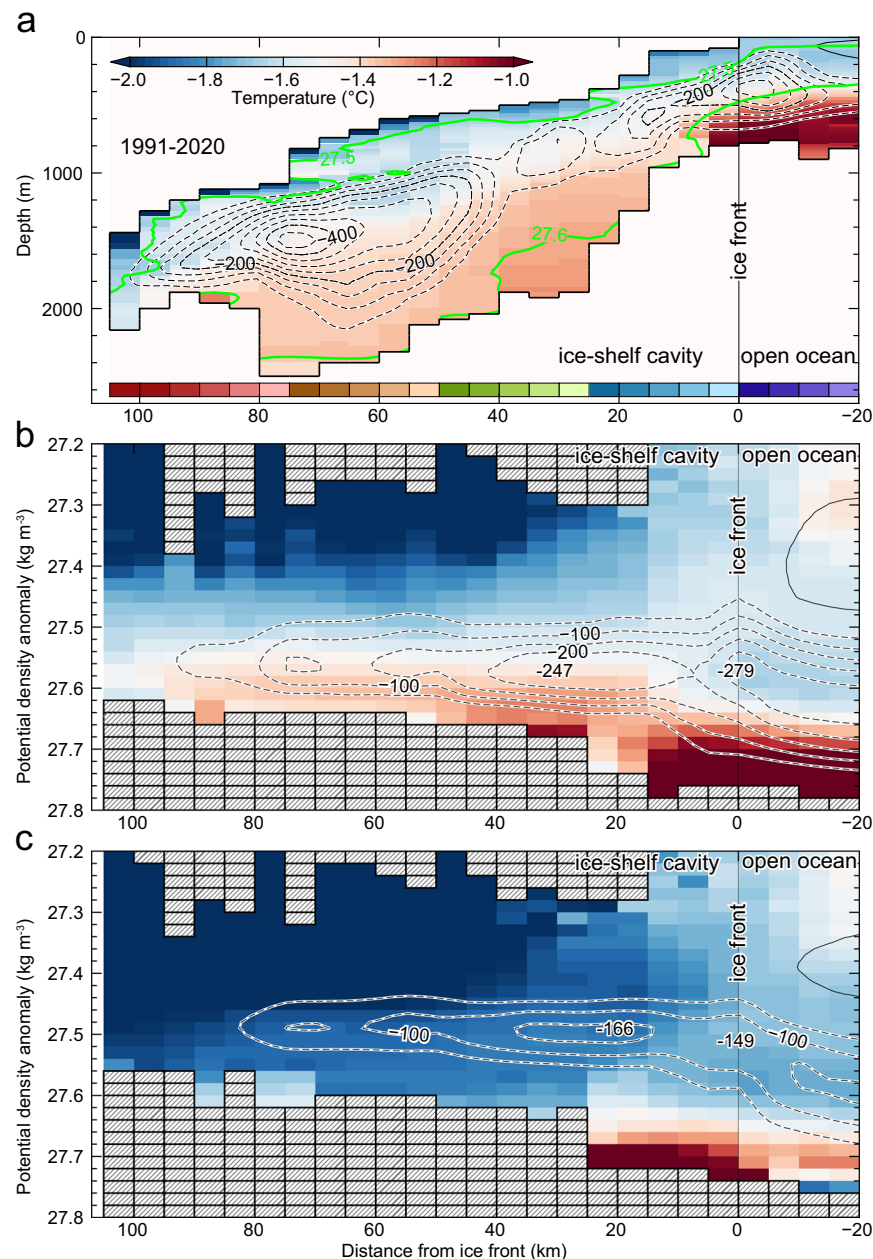 a
0
1000
2000
Depth (m)
−2.0 −1.8 −1.6 −1.4 −1.2 −1.0
Temperature (°C)
1991-2020
27.5
27.5
27.6
−200
−400
−200
−200
ice front
ice-shelf cavity open ocean
100 80 60 40 20 0 −20
b
27.2
27.3
27.4
27.5
27.6
27.7
27.8
Potential density anomaly (kg m⁻³)
ice-shelf cavity open ocean
ice front
−100
−200
-247
-279
−100
100 80 60 40 20 0 −20
c
27.2
27.3
27.4
27.5
27.6
27.7
27.8
Potential density anomaly (kg m⁻³)
ice-shelf cavity open ocean
ice front
−100
-166
-149
−100
100 80 60 40 20 0 −20
Distance from ice front (km)